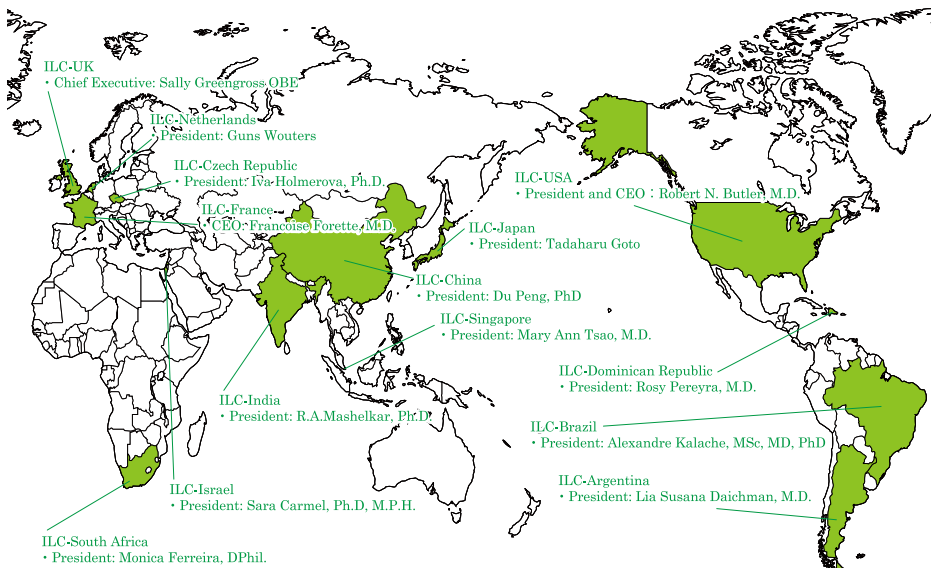 ILC-UK
・Chief Executive: Sally Greengross OBE
ILC-Netherlands
・President: Guns Wouters
ILC-Czech Republic
・President: Iva Holmerova, Ph.D.
ILC-France
・CEO: Francoise Forette, M.D.
ILC-USA
・President and CEO：Robert N. Butler, M.D.
ILC-Japan
・President: Tadaharu Goto
ILC-China
・President: Du Peng, PhD
ILC-Singapore
・President: Mary Ann Tsao, M.D.
ILC-Dominican Republic
・President: Rosy Pereyra, M.D.
ILC-India
・President: R.A.Mashelkar, Ph.D
ILC-Brazil
・President: Alexandre Kalache, MSc, MD, PhD
ILC-Israel
・President: Sara Carmel, Ph.D, M.P.H.
ILC-Argentina
・President: Lia Susana Daichman, M.D.
ILC-South Africa
・President: Monica Ferreira, DPhil.